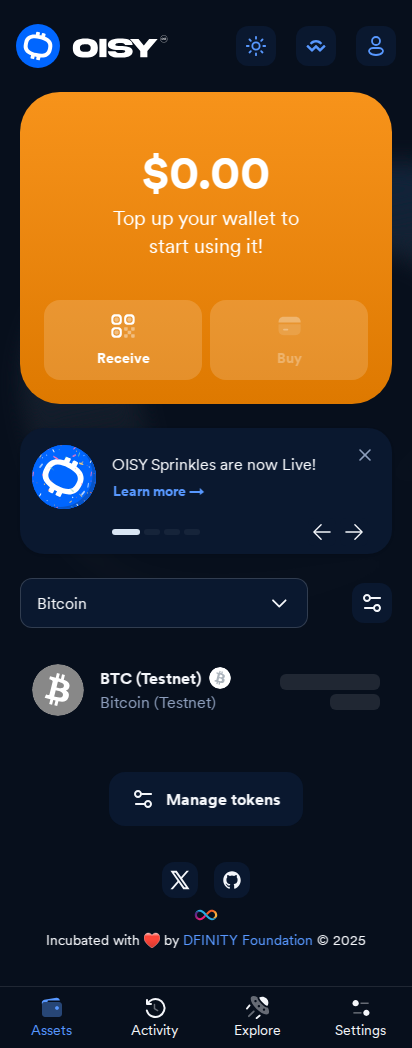 OISY
$0.00
Top up your wallet to
start using it!
Receive
Buy
OISY Sprinkles are now Live!
Learn more →
Bitcoin
BTC (Testnet)
Bitcoin (Testnet)
Manage tokens
Incubated with ❤️ by DFINITY Foundation © 2025
Assets
Activity
Explore
Settings